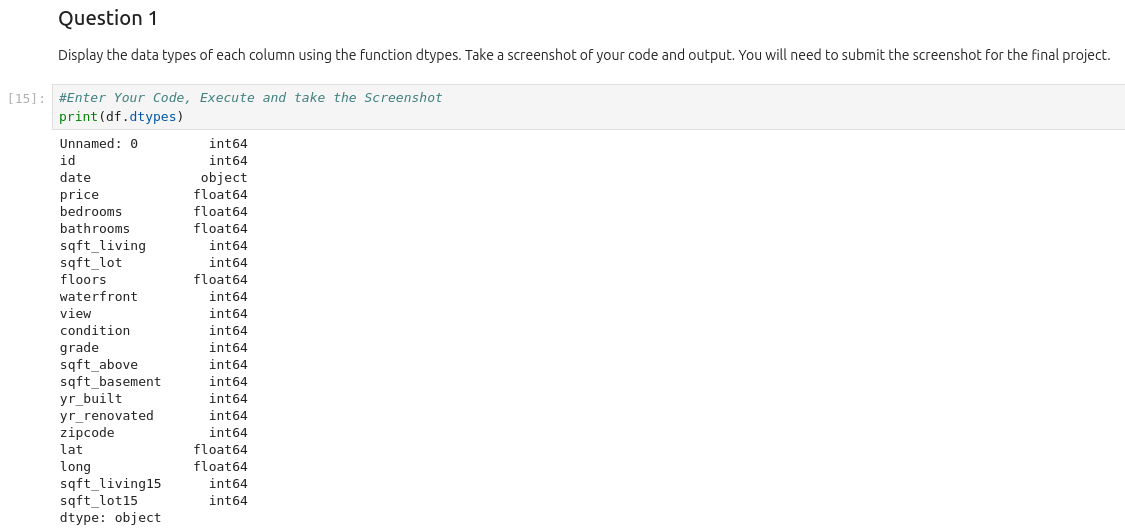 Question 1
Display the data types of each column using the function dtypes. Take a screenshot of your code and output. You will need to submit the screenshot for the final project.
[15]: #Enter Your Code, Execute and take the Screenshot
print(df.dtypes)
Unnamed: 0         int64
id                 int64
date              object
price            float64
bedrooms         float64
bathrooms        float64
sqft_living        int64
sqft_lot           int64
floors           float64
waterfront         int64
view               int64
condition          int64
grade              int64
sqft_above         int64
sqft_basement      int64
yr_built           int64
yr_renovated       int64
zipcode            int64
lat              float64
long             float64
sqft_living15      int64
sqft_lot15         int64
dtype: object